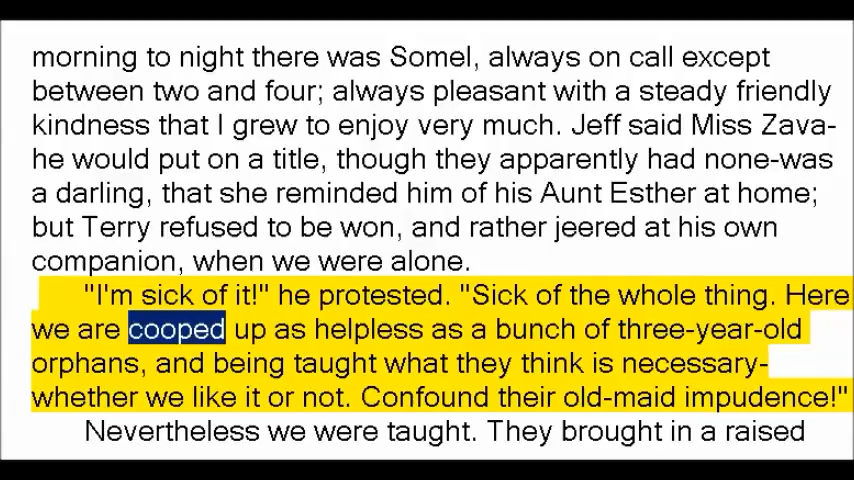 morning to night there was Somel, always on call except
between two and four; always pleasant with a steady friendly
kindness that I grew to enjoy very much. Jeff said Miss Zava-
he would put on a title, though they apparently had none-was
a darling, that she reminded him of his Aunt Esther at home;
but Terry refused to be won, and rather jeered at his own
companion, when we were alone.
"I'm sick of it!" he protested. "Sick of the whole thing. Here
we are cooped up as helpless as a bunch of three-year-old
orphans, and being taught what they think is necessary-
whether we like it or not. Confound their old-maid impudence!"
Nevertheless we were taught. They brought in a raised